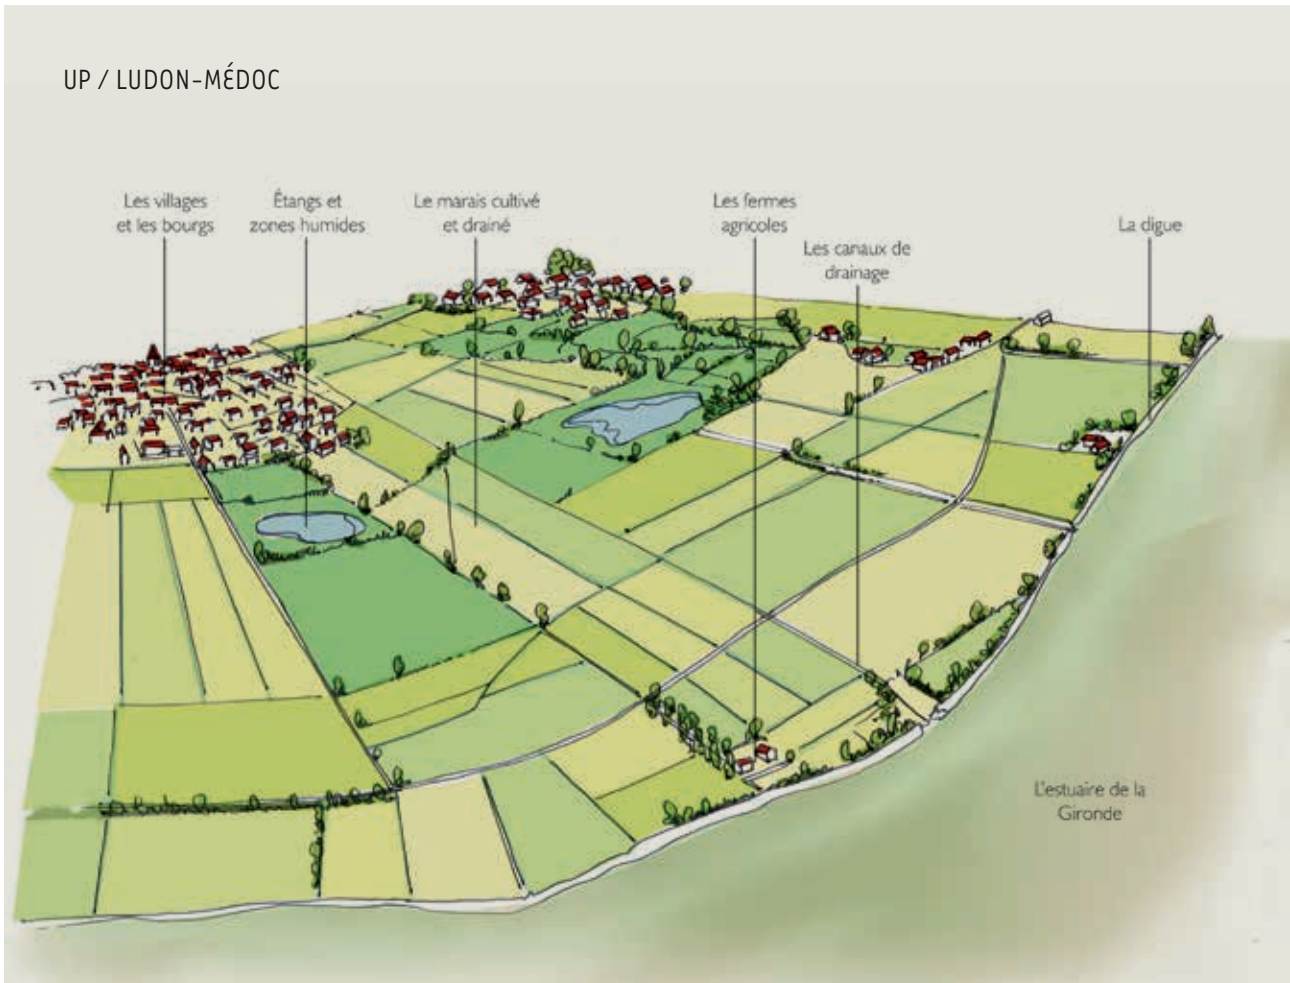 UP / LUDON-MÉDOC
Les villages
et les bourgs
Étangs et
zones humides
Le marais cultivé
et drainé
Les fermes
agricoles
Les canaux de
drainage
La digue
L'estuaire de la
Gironde